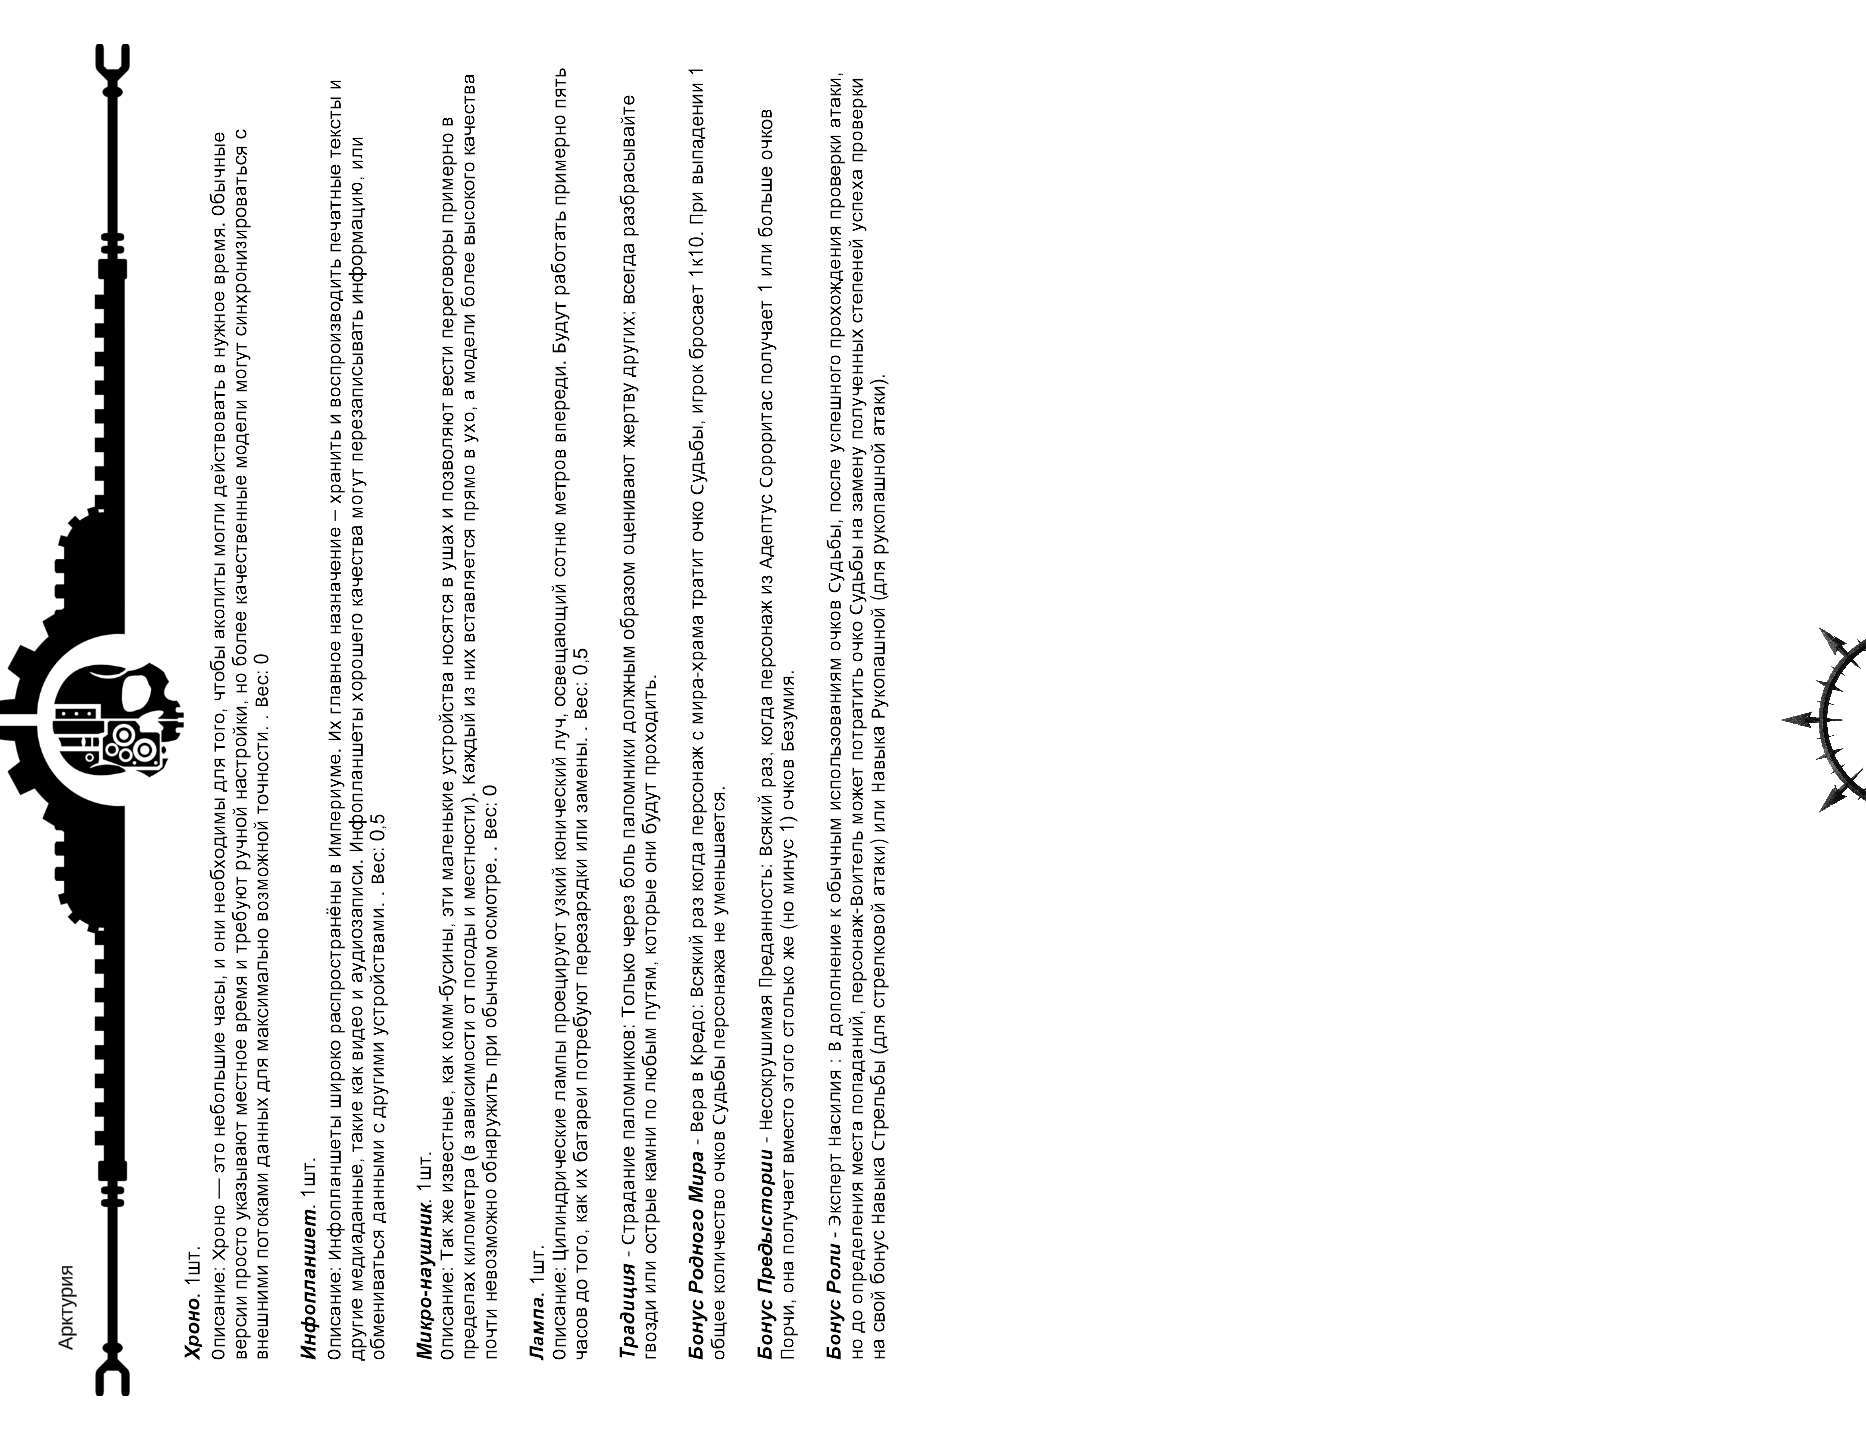 Арктурия
Хроно. 1шт.
Описание: Хроно — это небольшие часы, и они необходимы для того, чтобы аколиты могли действовать в нужное время. Обычные
версии просто указывают местное время и требуют ручной настройки, но более качественные модели могут синхронизироваться с
внешними потоками данных для максимально возможной точности. . Вес: 0
Инфопланшет. 1шт.
Описание: Инфопланшеты широко распространёны в Империуме. Их главное назначение – хранить и воспроизводить печатные тексты и
другие медиаданные, такие как видео и аудиозаписи. Инфопланшеты хорошего качества могут перезаписывать информацию, или
обмениваться данными с другими устройствами. . Вес: 0,5
Микро-наушник. 1шт.
Описание: Так же известные, как комм-бусины, эти маленькие устройства носятся в ушах и позволяют вести переговоры примерно в
пределах километра (в зависимости от погоды и местности). Каждый из них вставляется прямо в ухо, а модели более высокого качества
почти невозможно обнаружить при обычном осмотре. . Вес: 0
Лампа. 1шт.
Описание: Цилиндрические лампы проецируют узкий конический луч, освещающий сотню метров впереди. Будут работать примерно пять
часов до того, как их батареи потребуют перезарядки или замены. . Вес: 0,5
Традиция - Страдание паломников: Только через боль паломники должным образом оценивают жертву других; всегда разбрасывайте
гвозди или острые камни по любым путям, которые они будут проходить.
Бонус Родного Мира - Вера в Кредо: Всякий раз когда персонаж с мира-храма тратит очко Судьбы, игрок бросает 1к10. При выпадении 1
общее количество очков Судьбы персонажа не уменьшается.
Бонус Предыстории - Несокрушимая Преданность: Всякий раз, когда персонаж из Адептус Сороритас получает 1 или больше очков
Порчи, она получает вместо этого столько же (но минус 1) очков Безумия.
Бонус Роли - Эксперт Насилия : В дополнение к обычным использованиям очков Судьбы, после успешного прохождения проверки атаки,
но до определения места попаданий, персонаж-Воитель может потратить очко Судьбы на замену полученных степеней успеха проверки
на свой бонус Навыка Стрельбы (для стрелковой атаки) или Навыка Рукопашной (для рукопашной атаки).